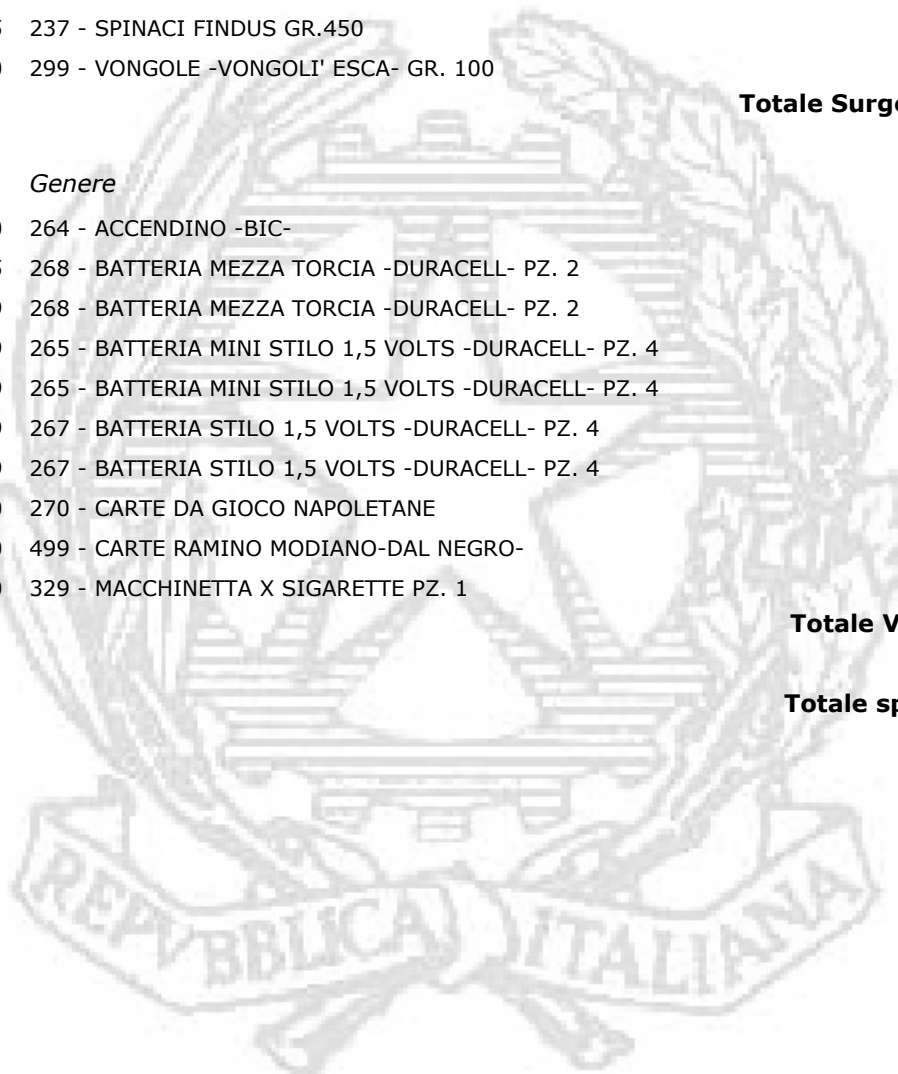 237 - SPINACI FINDUS GR.450
299 - VONGOLE -VONGOLI' ESCA- GR. 100
Totale Surg
Genere
264 - ACCENDINO -BIC-
268 - BATTERIA MEZZA TORCIA -DURACELL- PZ. 2
268 - BATTERIA MEZZA TORCIA -DURACELL- PZ. 2
265 - BATTERIA MINI STILO 1,5 VOLTS -DURACELL- PZ. 4
265 - BATTERIA MINI STILO 1,5 VOLTS -DURACELL- PZ. 4
267 - BATTERIA STILO 1,5 VOLTS -DURACELL- PZ. 4
267 - BATTERIA STILO 1,5 VOLTS -DURACELL- PZ. 4
270 - CARTE DA GIOCO NAPOLETANE
499 - CARTE RAMINO MODIANO-DAL NEGRO-
329 - MACCHINETTA X SIGARETTE PZ. 1
Totale V
Totale sp
REPVBBLICA ITALIANA